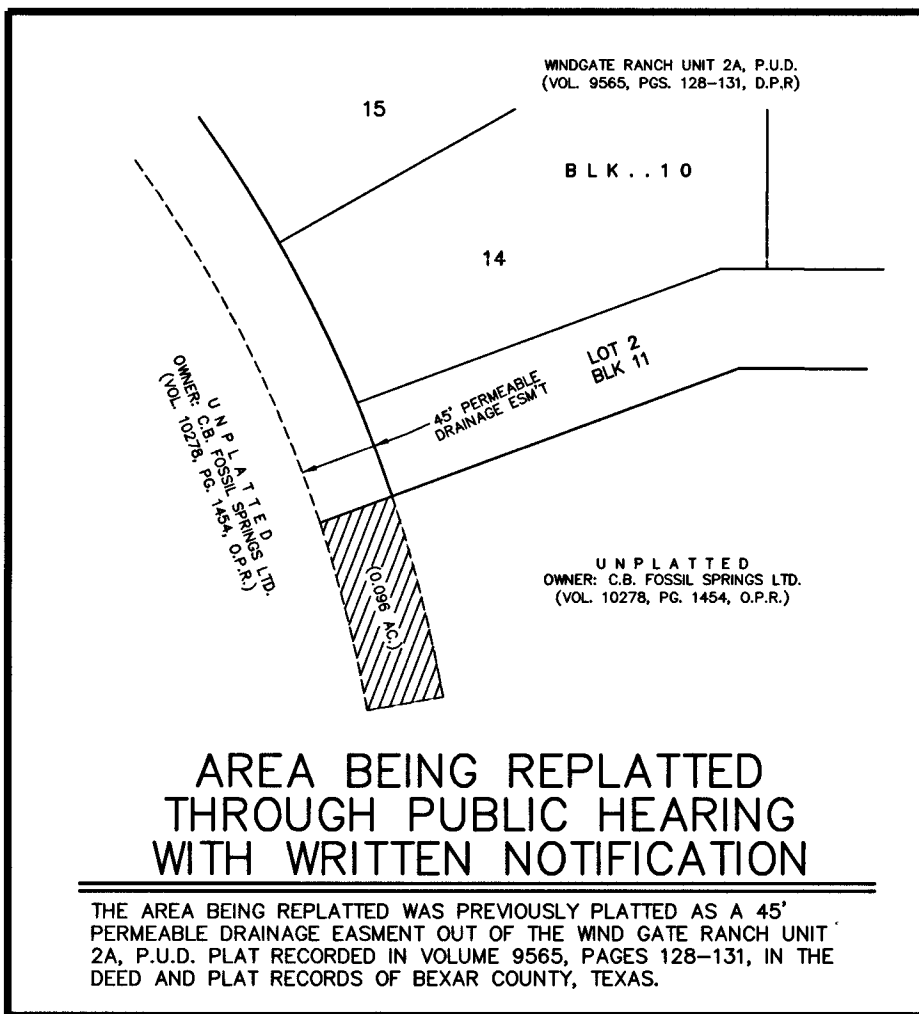 WINDGATE RANCH UNIT 2A, P.U.D.
(VOL. 9565, PGS. 128-131, D.P.R)
15
BLK..10
14
LOT 2
BLK 11
45' PERMEABLE
DRAINAGE ESM'T
UNPLATTED
OWNER: C.B. FOSSIL SPRINGS LTD.
(VOL. 10278, PG. 1454, O.P.R.)
(0.096 AC.)
UNPLATTED
OWNER: C.B. FOSSIL SPRINGS LTD.
(VOL. 10278, PG. 1454, O.P.R.)
AREA BEING REPLATTED
THROUGH PUBLIC HEARING
WITH WRITTEN NOTIFICATION
THE AREA BEING REPLATTED WAS PREVIOUSLY PLATTED AS A 45'
PERMEABLE DRAINAGE EASMENT OUT OF THE WIND GATE RANCH UNIT
2A, P.U.D. PLAT RECORDED IN VOLUME 9565, PAGES 128-131, IN THE
DEED AND PLAT RECORDS OF BEXAR COUNTY, TEXAS.